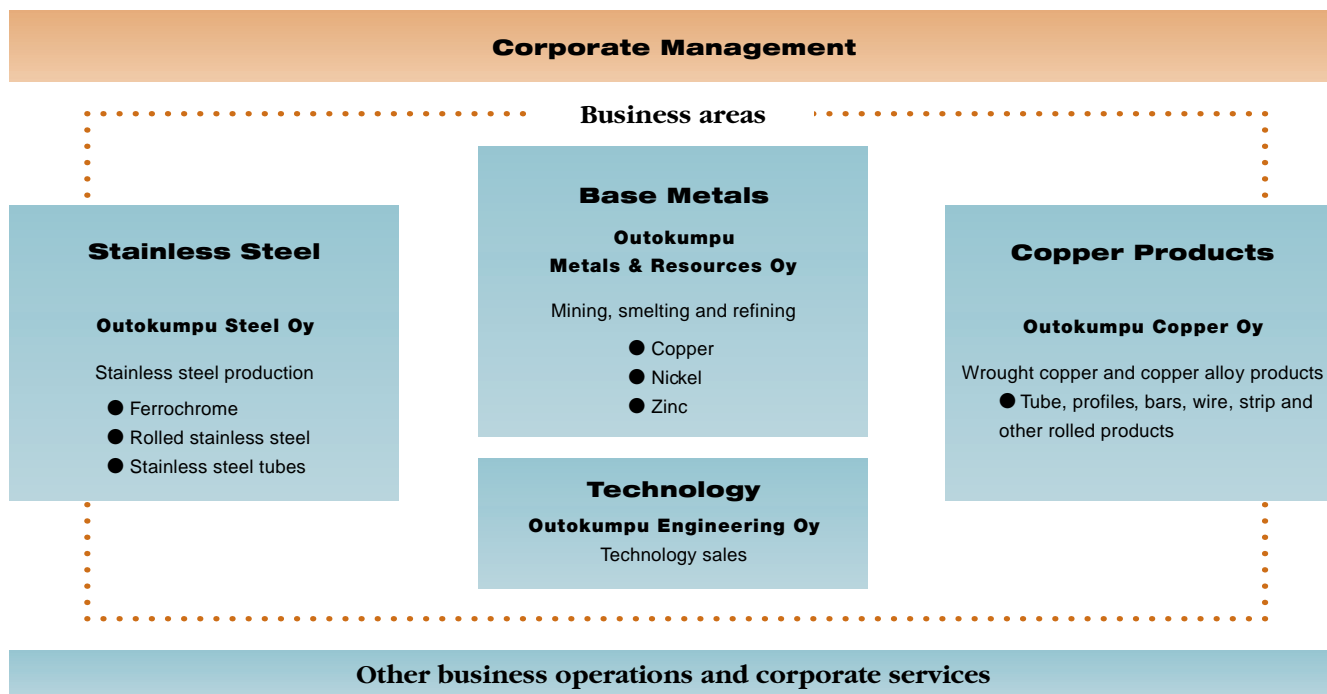 Corporate Management
Business areas
Stainless Steel
Outokumpu Steel Oy
Stainless steel production
● Ferrochrome
● Rolled stainless steel
● Stainless steel tubes
Base Metals
Outokumpu
Metals & Resources Oy
Mining, smelting and refining
● Copper
● Nickel
● Zinc
Technology
Outokumpu Engineering Oy
Technology sales
Copper Products
Outokumpu Copper Oy
Wrought copper and copper alloy products
● Tube, profiles, bars, wire, strip and
other rolled products
Other business operations and corporate services